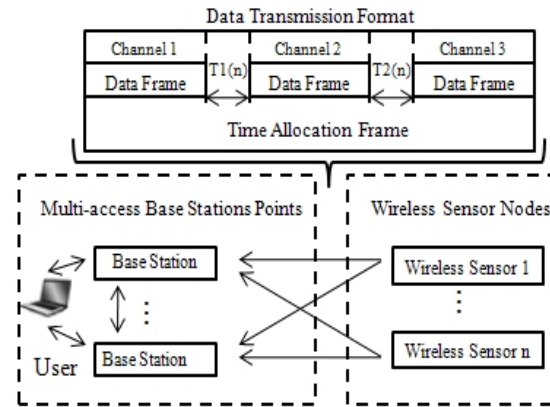 Data Transmission Format
Channel 1
Channel 2
Channel 3
T1(n)
T2(n)
Data Frame
Data Frame
Data Frame
Time Allocation Frame
Multi-access Base Stations Points
Wireless Sensor Nodes
Base Station
Wireless Sensor 1
Base Station
Wireless Sensor n
User